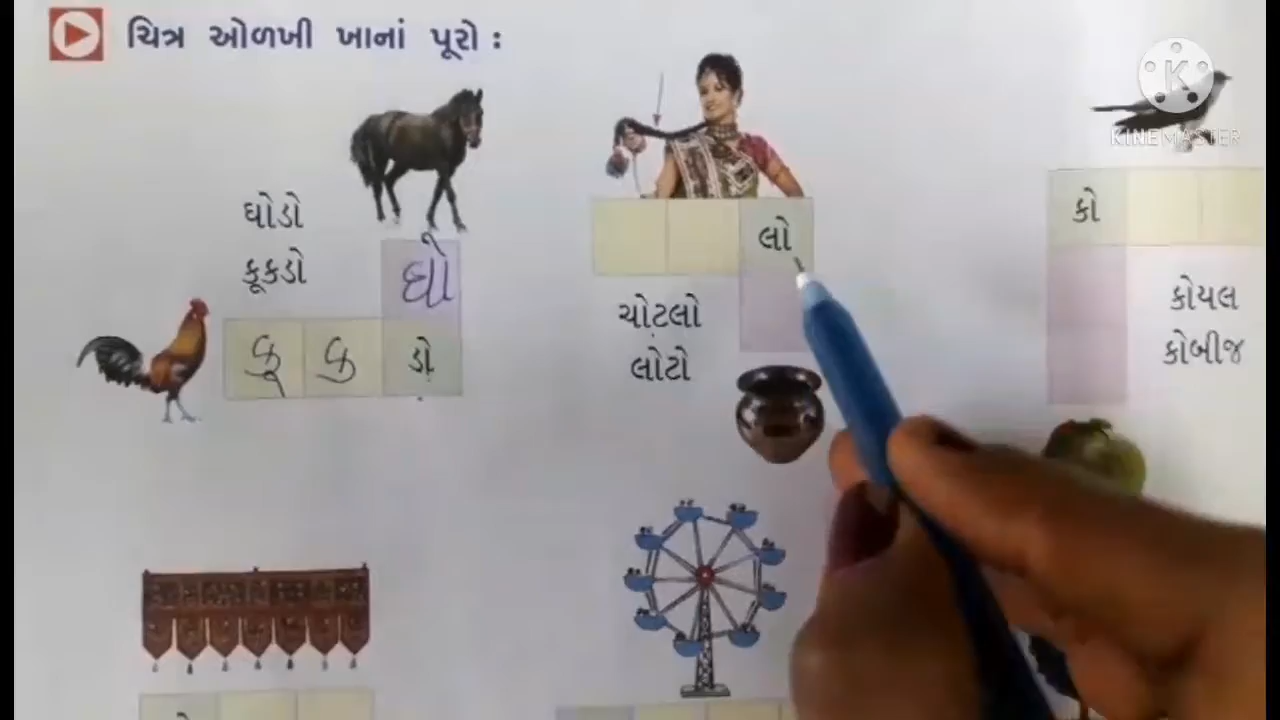 ચિત્ર ઓળખી ખાનાં પૂરો :
K
KINEMASTER
ઘોડો
કૂકડો
ઘો
કૂ ક ડો
લો
ચોટલો
લોટો
કો
કોયલ
કોબીજ